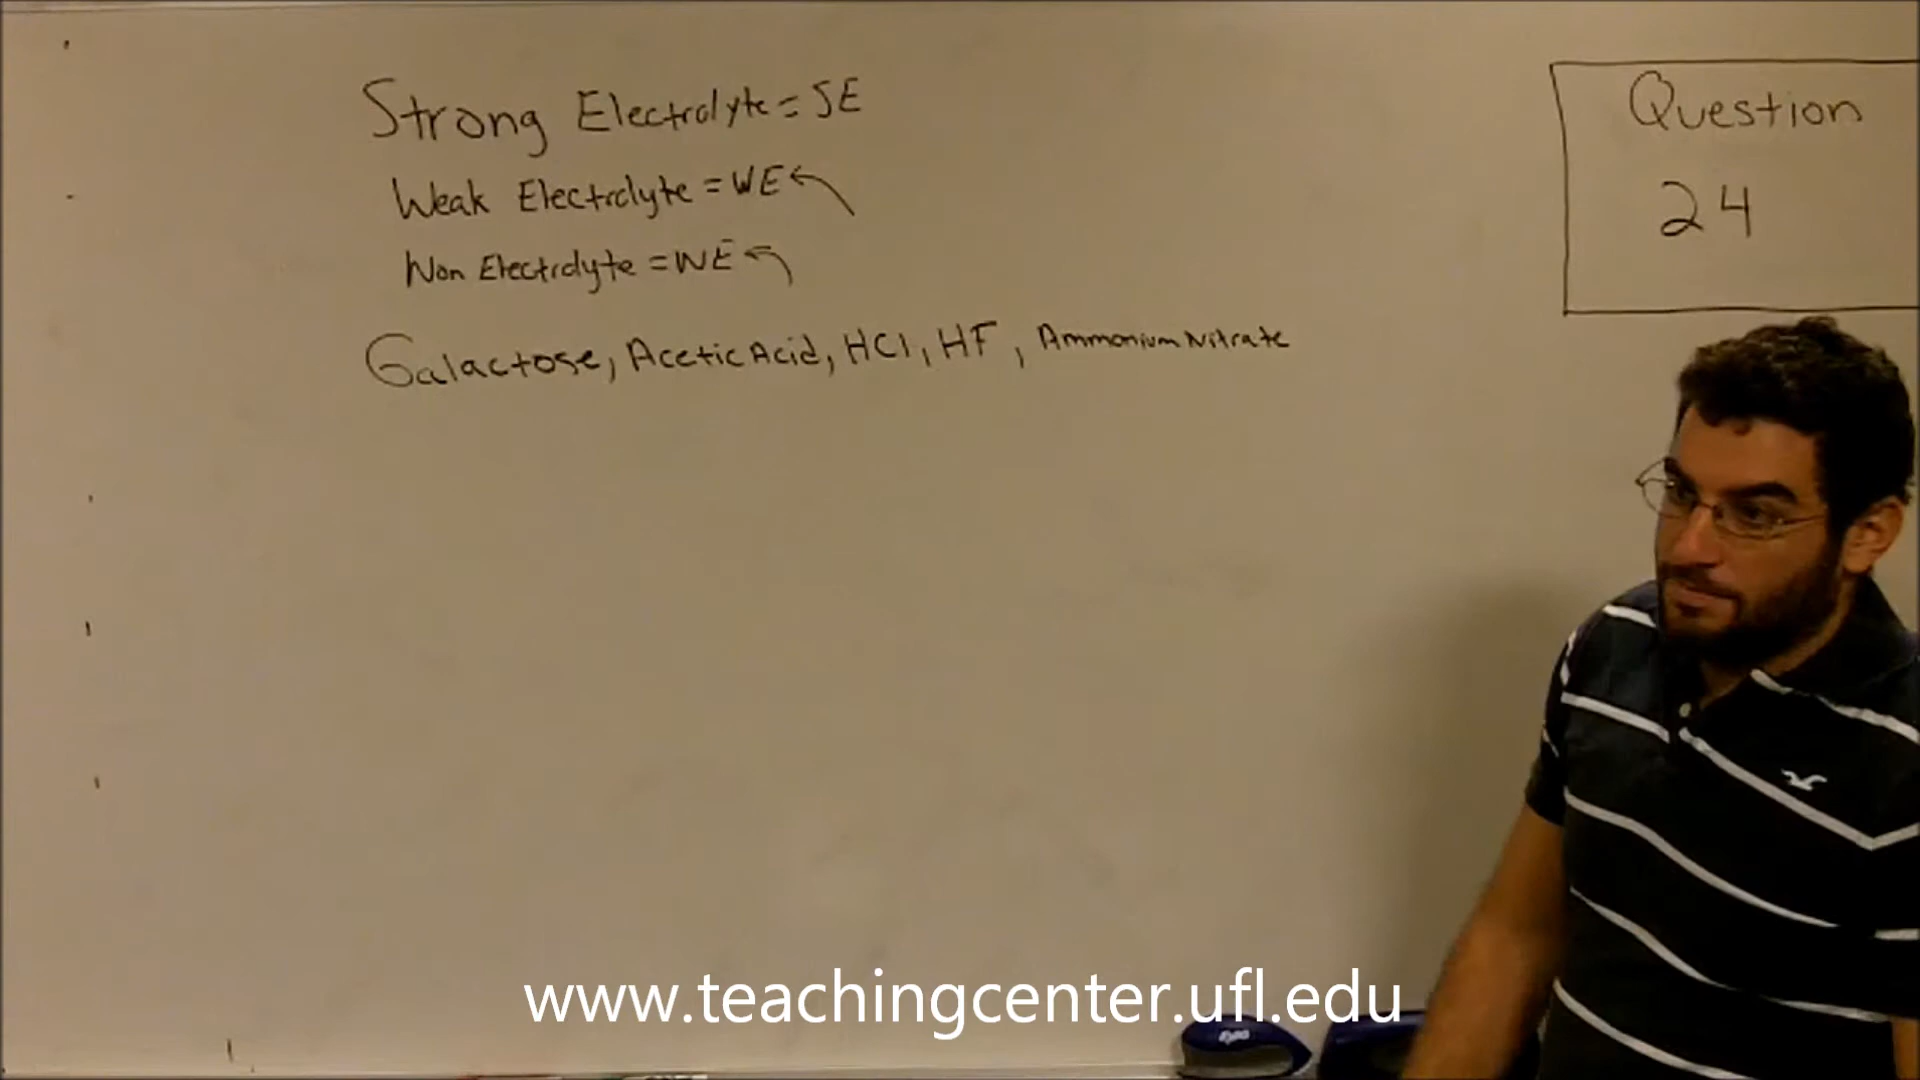 Strong Electrolyte = SE
Weak Electrolyte = WE
Non Electrolyte = WE
Galactose, Acetic Acid, HCl, HF, Ammonium Nitrate
Question
24
www.teachingcenter.ufl.edu